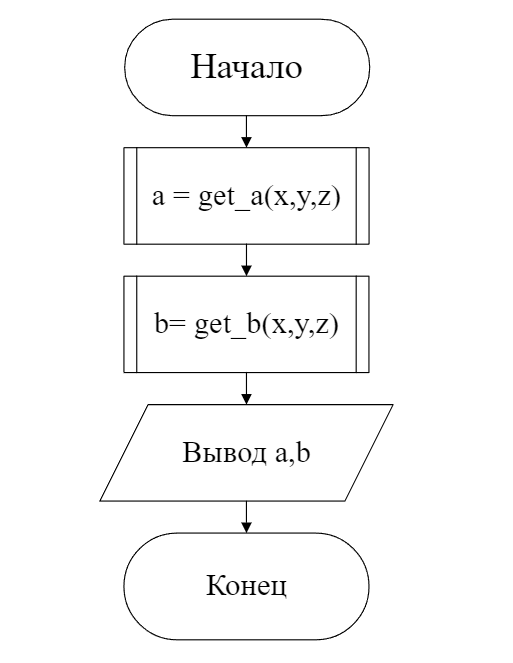 Начало
a = get_a(x,y,z)
b= get_b(x,y,z)
Вывод a,b
Конец